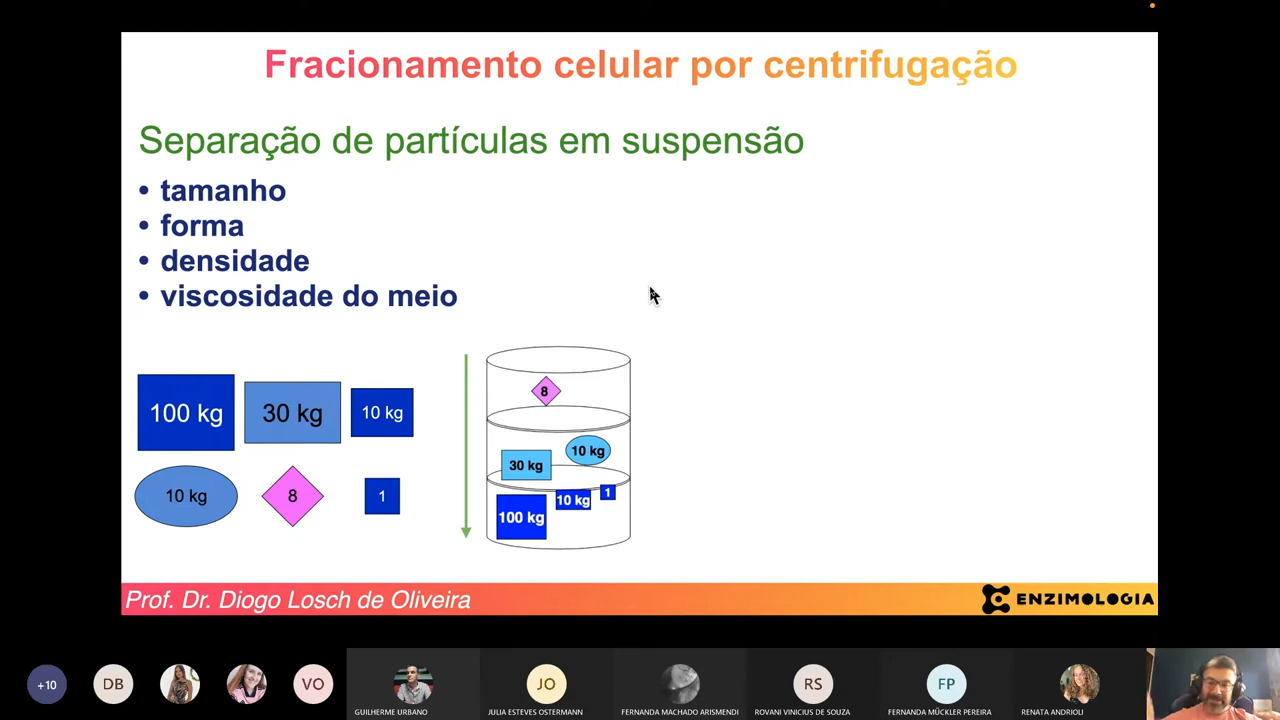 Fracionamento celular por centrifugação
Separação de partículas em suspensão
• tamanho
• forma
• densidade
• viscosidade do meio
100 kg
30 kg
10 kg
10 kg
8
1
8
10 kg
30 kg
1
10 kg
100 kg
Prof. Dr. Diogo Losch de Oliveira
ENZIMOLOGIA
+10
DB
VO
GUILHERME URBANO
JO
JULIA ESTEVES OSTERMANN
FERNANDA MACHADO ARISMENDI
RS
ROVANI VINICIUS DE SOUZA
FP
FERNANDA MÜCKLER PEREIRA
RENATA ANDRIOLI